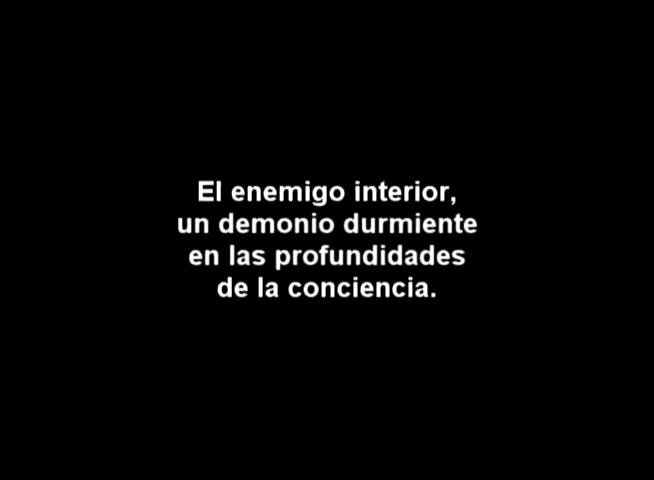 El enemigo interior,
un demonio durmiente
en las profundidades
de la conciencia.